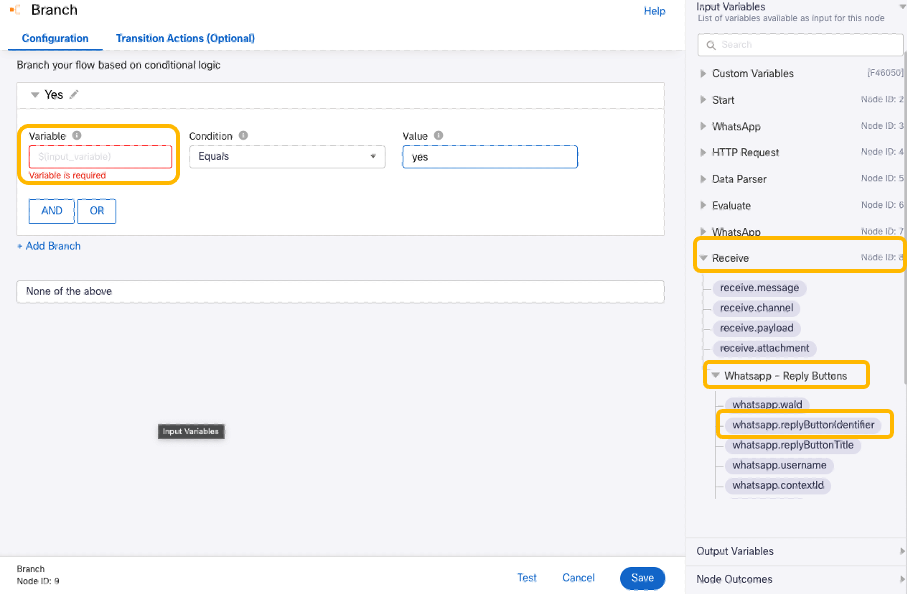 Branch
Help
Configuration
Transition Actions (Optional)
Branch your flow based on conditional logic
Yes
Variable
Condition
Value
$(input_variable)
Equals
yes
Variable is required
AND
OR
+ Add Branch
None of the above
Input Variables
Branch
Node ID: 9
Test
Cancel
Save
Input Variables
List of variables available as input for this node
Search
Custom Variables
[F46050]
Start
Node ID: 2
WhatsApp
Node ID: 3
HTTP Request
Node ID: 4
Data Parser
Node ID: 5
Evaluate
Node ID: 6
WhatsApp
Node ID: 7
Receive
Node ID: 8
receive.message
receive.channel
receive.payload
receive.attachment
Whatsapp - Reply Buttons
whatsapp.waId
whatsapp.replyButtonIdentifier
whatsapp.replyButtonTitle
whatsapp.username
whatsapp.contextId
Output Variables
Node Outcomes